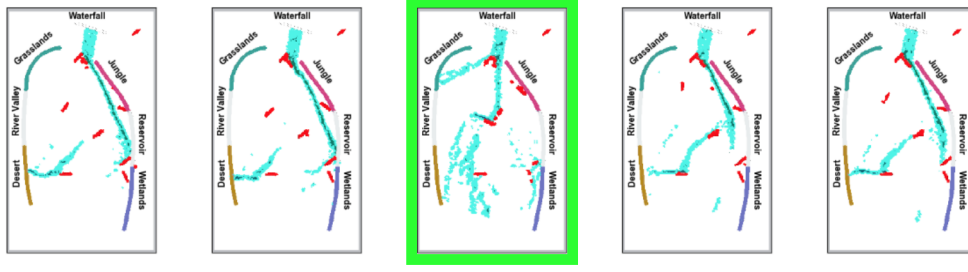 Waterfall
Grasslands
Jungle
River Valley
Reservoir
Desert
Wetlands
Waterfall
Grasslands
Jungle
River Valley
Reservoir
Desert
Wetlands
Waterfall
Grasslands
Jungle
River Valley
Reservoir
Desert
Wetlands
Waterfall
Grasslands
Jungle
River Valley
Reservoir
Desert
Wetlands
Waterfall
Grasslands
Jungle
River Valley
Reservoir
Desert
Wetlands